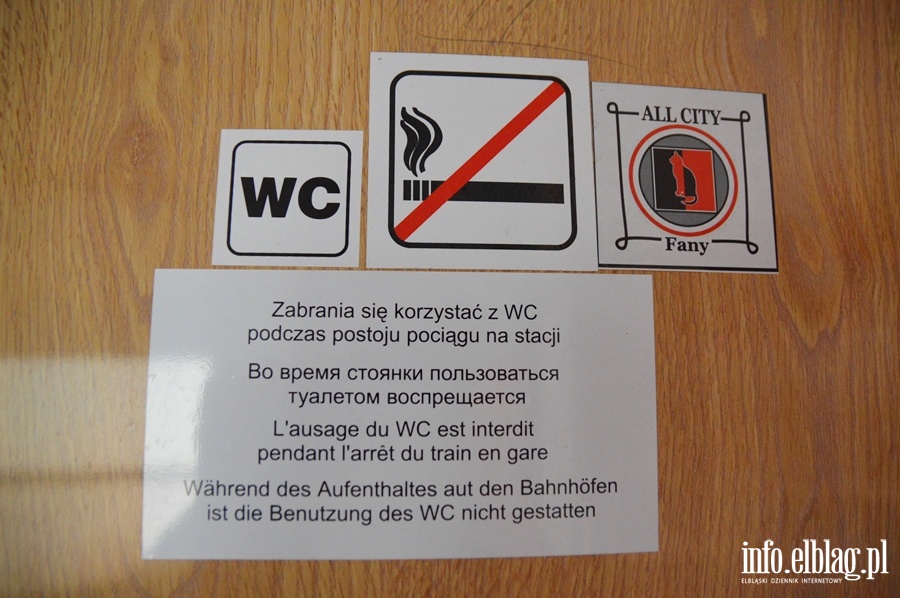 WC
ALL CITY
Fany
Zabrania się korzystać z WC
podczas postoju pociągu na stacji
Во время стоянки пользоваться
туалетом воспрещается
L'ausage du WC est interdit
pendant l'arrêt du train en gare
Während des Aufenthaltes aut den Bahnhöfen
ist die Benutzung des WC nicht gestatten
info.elblag.pl
ELBLĄSKI DZIENNIK INTERNETOWY